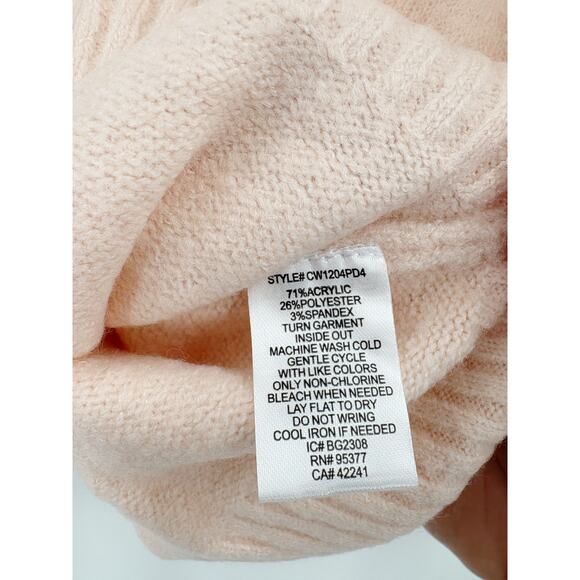 STYLE# CW1204PD4
71%ACRYLIC
26%POLYESTER
3%SPANDEX
TURN GARMENT
INSIDE OUT
MACHINE WASH COLD
GENTLE CYCLE
WITH LIKE COLORS
ONLY NON-CHLORINE
BLEACH WHEN NEEDED
LAY FLAT TO DRY
DO NOT WRING
COOL IRON IF NEEDED
IC# BG2308
RN# 95377
CA# 42241